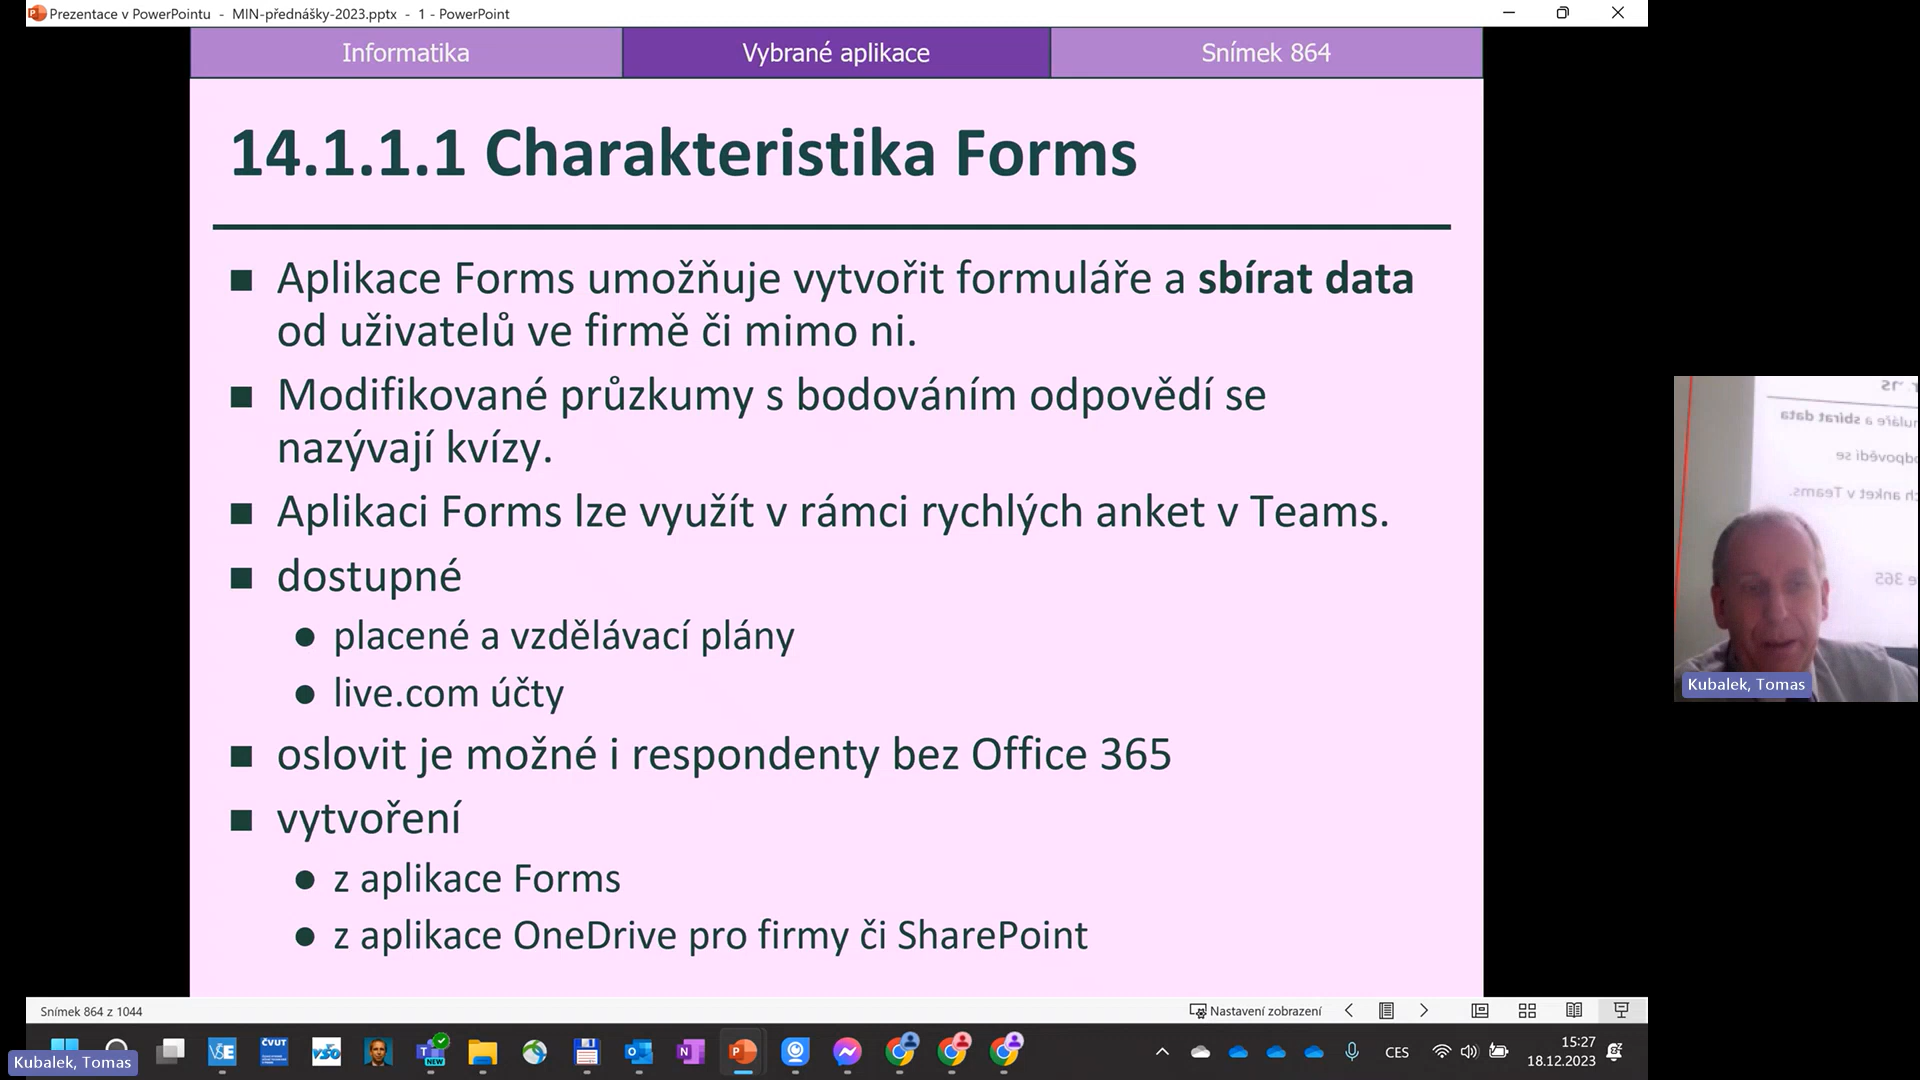 Prezentace v PowerPointu - MIN-přednášky-2023.pptx - 1 - PowerPoint
Informatika
Vybrané aplikace
Snímek 864
14.1.1.1 Charakteristika Forms
Aplikace Forms umožňuje vytvořit formuláře a sbírat data
od uživatelů ve firmě či mimo ni.
Modifikované průzkumy s bodováním odpovědí se
nazývají kvízy.
Aplikaci Forms lze využít v rámci rychlých anket v Teams.
dostupné
placené a vzdělávací plány
live.com účty
oslovit je možné i respondenty bez Office 365
vytvoření
z aplikace Forms
z aplikace OneDrive pro firmy či SharePoint
Kubalek, Tomas
Snímek 864 z 1044
Nastavení zobrazení
Kubalek, Tomas
VŠE
ČVUT
VSO
NEW
CES
15:27
18.12.2023